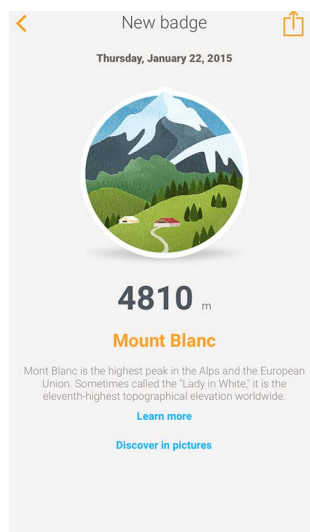 New badge
Thursday, January 22, 2015
4810 m
Mount Blanc
Mont Blanc is the highest peak in the Alps and the European
Union. Sometimes called the "Lady in White," it is the
eleventh-highest topographical elevation worldwide.
Learn more
Discover in pictures